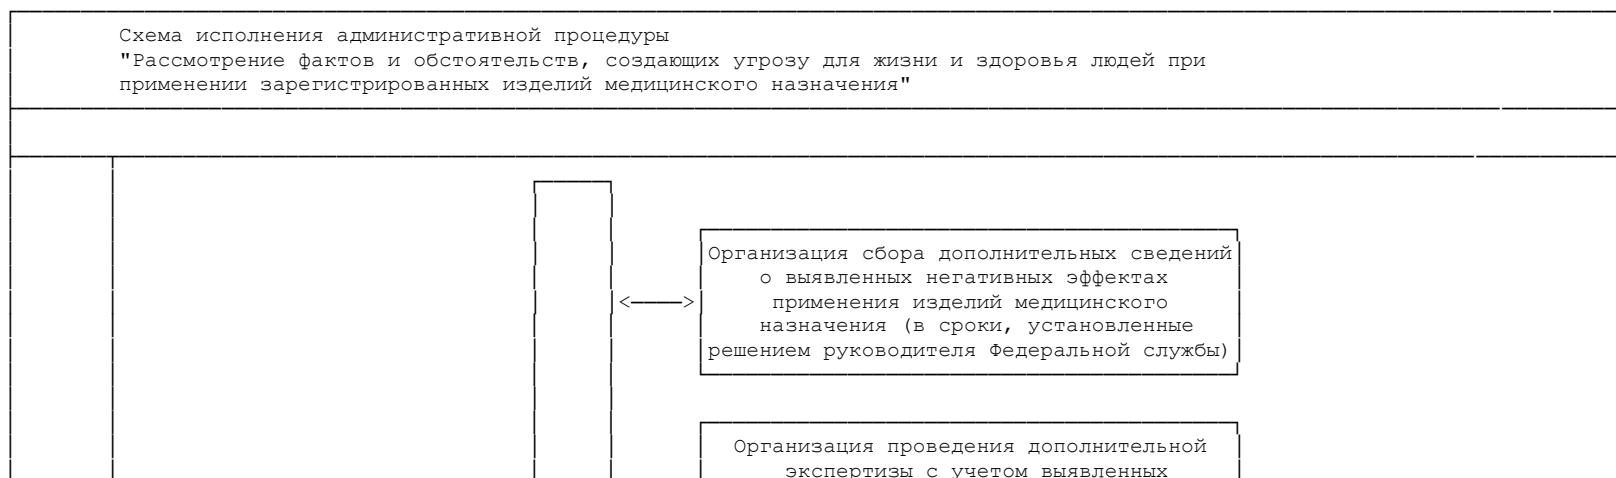 Схема исполнения административной процедуры
"Рассмотрение фактов и обстоятельств, создающих угрозу для жизни и здоровья людей при
применении зарегистрированных изделий медицинского назначения"
Организация сбора дополнительных сведений
о выявленных негативных эффектах
применения изделий медицинского
назначения (в сроки, установленные
решением руководителя Федеральной службы)
Организация проведения дополнительной
экспертизы с учетом выявленных